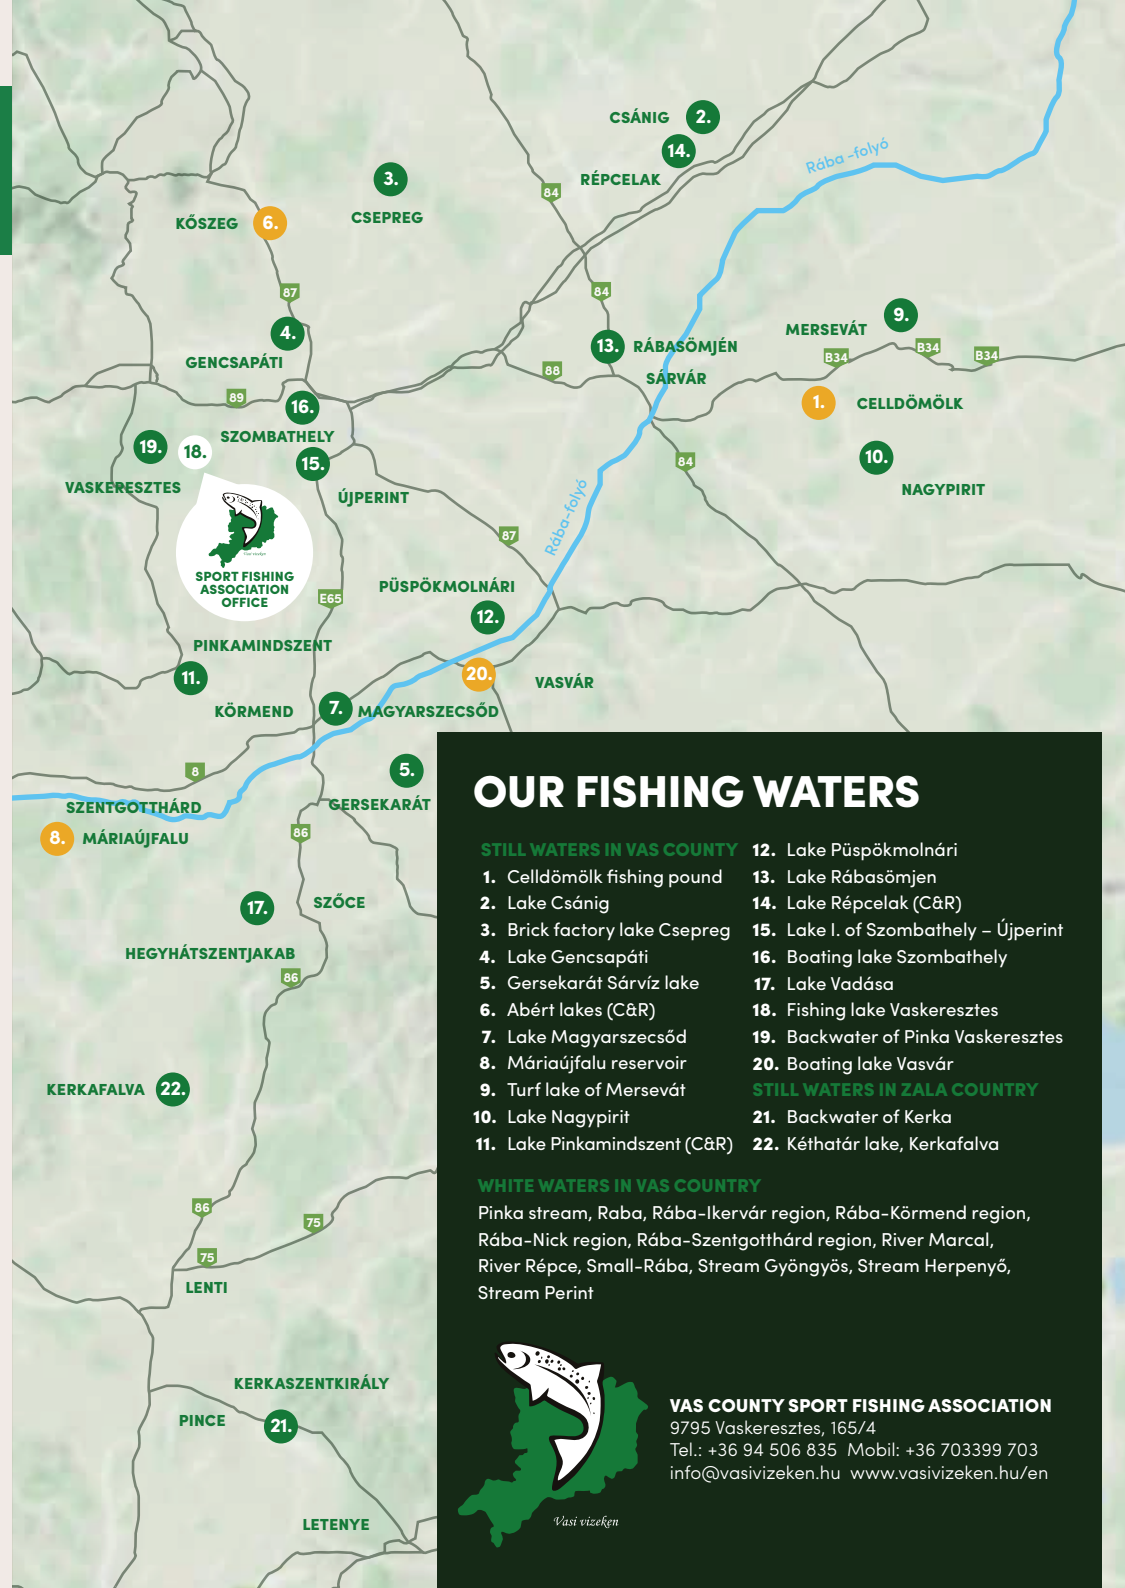 CSÁNIG 2.
14.
RÉPCELAK
Rába -folyó
3.
CSEPREG
84
KŐSZEG 6.
87
84
4.
GENCSAPÁTI
13. RÁBASÖMJÉN
88
SÁRVÁR
MERSEVÁT 9.
B34
B34
B34
1. CELLDÖMÖLK
89
16.
SZOMBATHELY
19.
18.
15.
VASKERESZTES
ÚJPERINT
84
10.
NAGYPIRIT
Rába-folyó
87
SPORT FISHING
ASSOCIATION
OFFICE
E65
PÜSPÖKMOLNÁRI
12.
PINKAMINDSZENT
11.
20.
VASVÁR
KÖRMEND
7. MAGYARSZECSŐD
8
5.
GERSEKARÁT
SZENTGOTTHÁRD
8. MÁRIAÚJFALU
86
17.
SZŐCE
HEGYHÁTSZENTJAKAB
86
KERKAFALVA 22.
86
75
75
LENTI
KERKASZENTKIRÁLY
PINCE
21.
LETENYE
OUR FISHING WATERS
STILL WATERS IN VAS COUNTY
1. Celldömölk fishing pound
2. Lake Csánig
3. Brick factory lake Csepreg
4. Lake Gencsapáti
5. Gersekarát Sárvíz lake
6. Abért lakes (C&R)
7. Lake Magyarszecsőd
8. Máriaújfalu reservoir
9. Turf lake of Mersevát
10. Lake Nagypirit
11. Lake Pinkamindszent (C&R)
12. Lake Püspökmolnári
13. Lake Rábasömjen
14. Lake Répcelak (C&R)
15. Lake I. of Szombathely – Újperint
16. Boating lake Szombathely
17. Lake Vadása
18. Fishing lake Vaskeresztes
19. Backwater of Pinka Vaskeresztes
20. Boating lake Vasvár
STILL WATERS IN ZALA COUNTRY
21. Backwater of Kerka
22. Kéthatár lake, Kerkafalva
WHITE WATERS IN VAS COUNTRY
Pinka stream, Raba, Rába-Ikervár region, Rába-Körmend region,
Rába-Nick region, Rába-Szentgotthárd region, River Marcal,
River Répce, Small-Rába, Stream Gyöngyös, Stream Herpenyő,
Stream Perint
Vasi vizeken
VAS COUNTY SPORT FISHING ASSOCIATION
9795 Vaskeresztes, 165/4
Tel.: +36 94 506 835 Mobil: +36 703399 703
info@vasivizeken.hu www.vasivizeken.hu/en